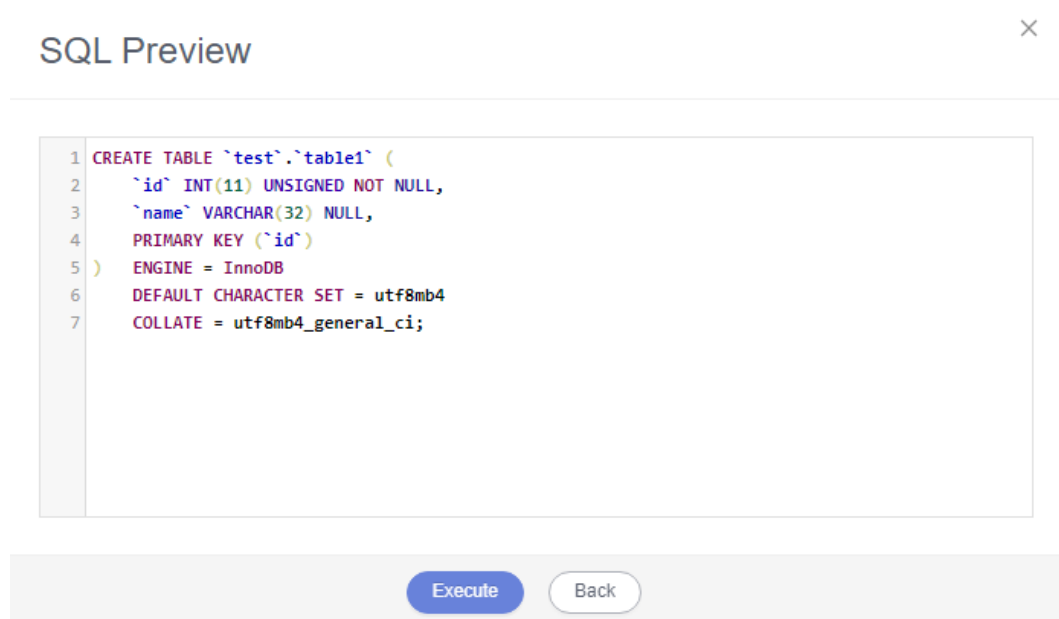 SQL Preview
1 CREATE TABLE `test`.`table1` (
2     `id` INT(11) UNSIGNED NOT NULL,
3     `name` VARCHAR(32) NULL,
4     PRIMARY KEY (`id`)
5 )   ENGINE = InnoDB
6     DEFAULT CHARACTER SET = utf8mb4
7     COLLATE = utf8mb4_general_ci;
Execute Back